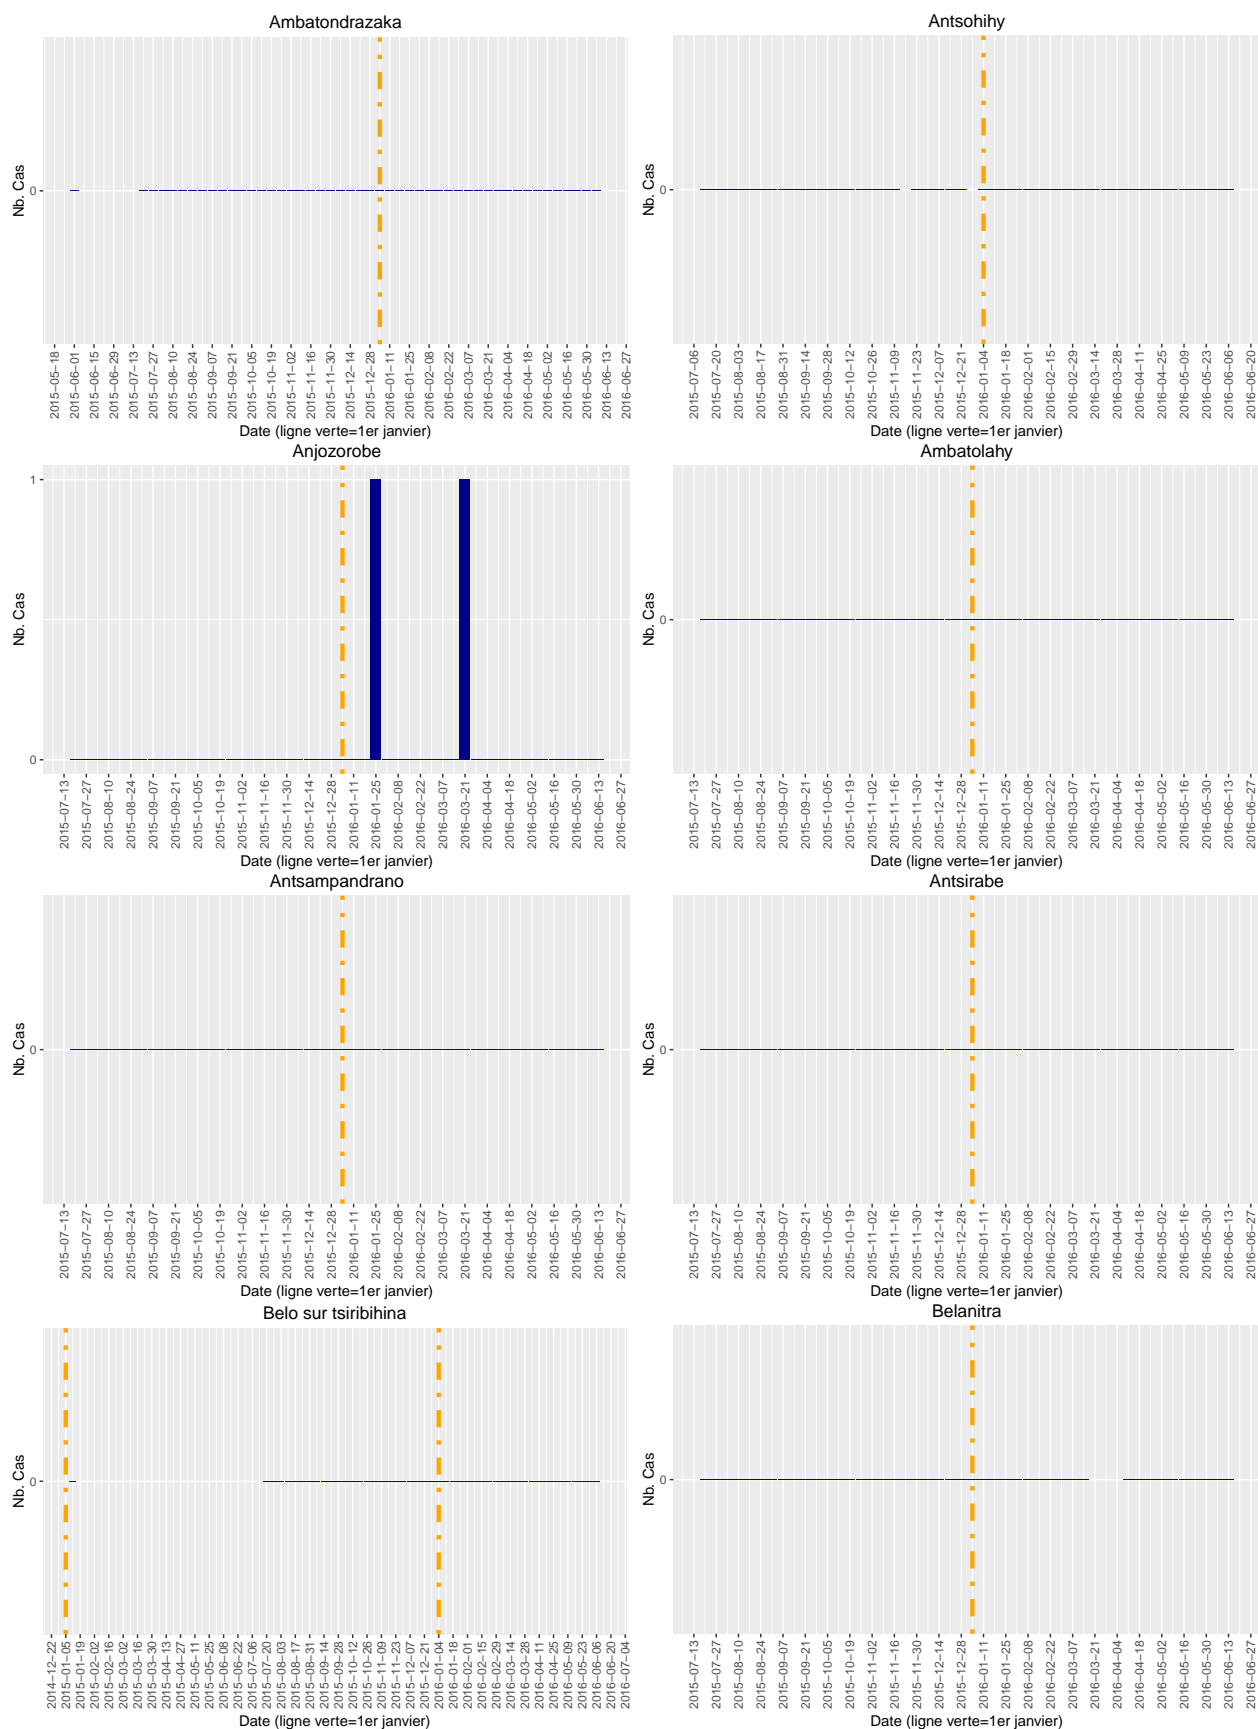 Ambatondrazaka
Nb. Cas
0
2015−05−18 2015−06−01 2015−06−15 2015−06−29 2015−07−13 2015−07−27 2015−08−10 2015−08−24 2015−09−07 2015−09−21 2015−10−05 2015−10−19 2015−11−02 2015−11−16 2015−11−30 2015−12−14 2015−12−28 2016−01−11 2016−01−25 2016−02−08 2016−02−22 2016−03−07 2016−03−21 2016−04−04 2016−04−18 2016−05−02 2016−05−16 2016−05−30 2016−06−13 2016−06−27
Date (ligne verte=1er janvier)
Antsohihy
Nb. Cas
0
2015−07−06 2015−07−20 2015−08−03 2015−08−17 2015−08−31 2015−09−14 2015−09−28 2015−10−12 2015−10−26 2015−11−09 2015−11−23 2015−12−07 2015−12−21 2016−01−04 2016−01−18 2016−02−01 2016−02−15 2016−02−29 2016−03−14 2016−03−28 2016−04−11 2016−04−25 2016−05−09 2016−05−23 2016−06−06 2016−06−20
Date (ligne verte=1er janvier)
Anjozorobe
Nb. Cas
1
0
2015−07−13 2015−07−27 2015−08−10 2015−08−24 2015−09−07 2015−09−21 2015−10−05 2015−10−19 2015−11−02 2015−11−16 2015−11−30 2015−12−14 2015−12−28 2016−01−11 2016−01−25 2016−02−08 2016−02−22 2016−03−07 2016−03−21 2016−04−04 2016−04−18 2016−05−02 2016−05−16 2016−05−30 2016−06−13 2016−06−27
Date (ligne verte=1er janvier)
Ambatolahy
Nb. Cas
0
2015−07−13 2015−07−27 2015−08−10 2015−08−24 2015−09−07 2015−09−21 2015−10−05 2015−10−19 2015−11−02 2015−11−16 2015−11−30 2015−12−14 2015−12−28 2016−01−11 2016−01−25 2016−02−08 2016−02−22 2016−03−07 2016−03−21 2016−04−04 2016−04−18 2016−05−02 2016−05−16 2016−05−30 2016−06−13 2016−06−27
Date (ligne verte=1er janvier)
Antsampandrano
Nb. Cas
0
2015−07−13 2015−07−27 2015−08−10 2015−08−24 2015−09−07 2015−09−21 2015−10−05 2015−10−19 2015−11−02 2015−11−16 2015−11−30 2015−12−14 2015−12−28 2016−01−11 2016−01−25 2016−02−08 2016−02−22 2016−03−07 2016−03−21 2016−04−04 2016−04−18 2016−05−02 2016−05−16 2016−05−30 2016−06−13 2016−06−27
Date (ligne verte=1er janvier)
Antsirabe
Nb. Cas
0
2015−07−13 2015−07−27 2015−08−10 2015−08−24 2015−09−07 2015−09−21 2015−10−05 2015−10−19 2015−11−02 2015−11−16 2015−11−30 2015−12−14 2015−12−28 2016−01−11 2016−01−25 2016−02−08 2016−02−22 2016−03−07 2016−03−21 2016−04−04 2016−04−18 2016−05−02 2016−05−16 2016−05−30 2016−06−13 2016−06−27
Date (ligne verte=1er janvier)
Belo sur tsiribihina
Nb. Cas
0
2014−12−22 2015−01−05 2015−01−19 2015−02−02 2015−02−16 2015−03−02 2015−03−16 2015−03−30 2015−04−13 2015−04−27 2015−05−11 2015−05−25 2015−06−08 2015−06−22 2015−07−06 2015−07−20 2015−08−03 2015−08−17 2015−08−31 2015−09−14 2015−09−28 2015−10−12 2015−10−26 2015−11−09 2015−11−23 2015−12−07 2015−12−21 2016−01−04 2016−01−18 2016−02−01 2016−02−15 2016−02−29 2016−03−14 2016−03−28 2016−04−11 2016−04−25 2016−05−09 2016−05−23 2016−06−06 2016−06−20 2016−07−04
Date (ligne verte=1er janvier)
Belanitra
Nb. Cas
0
2015−07−13 2015−07−27 2015−08−10 2015−08−24 2015−09−07 2015−09−21 2015−10−05 2015−10−19 2015−11−02 2015−11−16 2015−11−30 2015−12−14 2015−12−28 2016−01−11 2016−01−25 2016−02−08 2016−02−22 2016−03−07 2016−03−21 2016−04−04 2016−04−18 2016−05−02 2016−05−16 2016−05−30 2016−06−13 2016−06−27
Date (ligne verte=1er janvier)